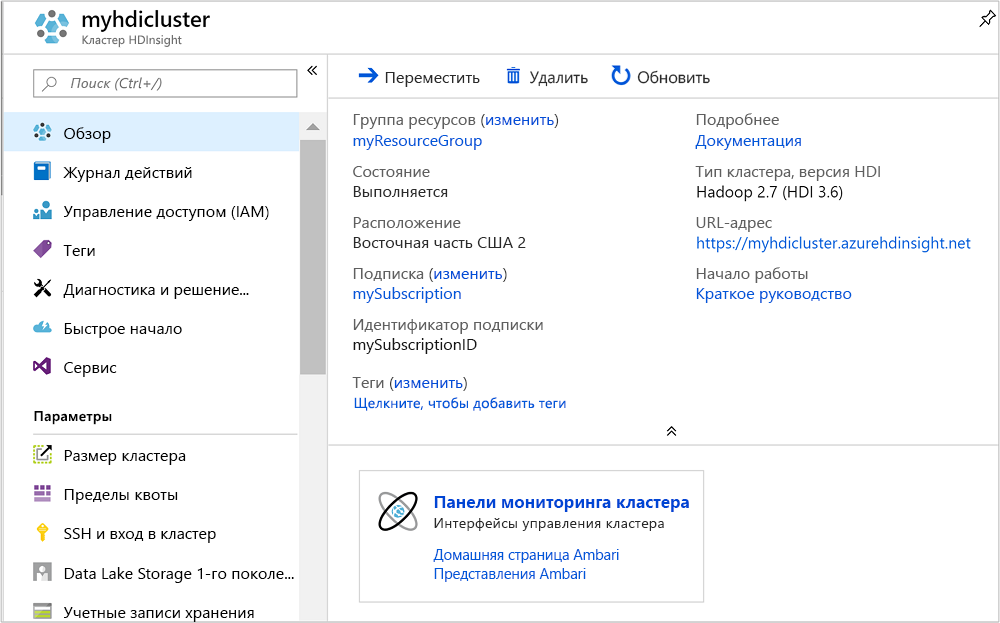 myhdicluster
Кластер HDInsight
Поиск (Ctrl+/)
Обзор
Журнал действий
Управление доступом (IAM)
Теги
Диагностика и решение...
Быстрое начало
Сервис
Параметры
Размер кластера
Пределы квоты
SSH и вход в кластер
Data Lake Storage 1-го поколе...
Учетные записи хранения
Переместить Удалить Обновить
Группа ресурсов (изменить)
myResourceGroup
Состояние
Выполняется
Расположение
Восточная часть США 2
Подписка (изменить)
mySubscription
Идентификатор подписки
mySubscriptionID
Теги (изменить)
Щелкните, чтобы добавить теги
Подробнее
Документация
Тип кластера, версия HDI
Hadoop 2.7 (HDI 3.6)
URL-адрес
https://myhdicluster.azurehdinsight.net
Начало работы
Краткое руководство
Панели мониторинга кластера
Интерфейсы управления кластера
Домашняя страница Ambari
Представления Ambari